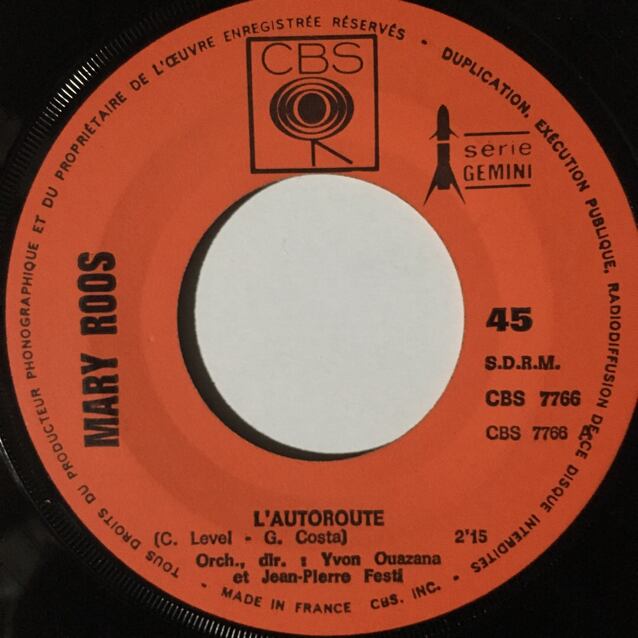 TOUS DROITS DU PRODUCTEUR PHONOGRAPHIQUE ET DU PROPRIÉTAIRE DE L'ŒUVRE ENREGISTRÉE RÉSERVÉS · DUPLICATION, EXÉCUTION PUBLIQUE, RADIODIFFUSION DE CE DISQUE INTERDITES
CBS
série
GEMINI
MARY ROOS
45
S.D.R.M.
CBS 7766
CBS 7766 A
L'AUTOROUTE
(C. Level - G. Costa) 2'15
Orch., dir. : Yvon Ouazana
et Jean-Pierre Festi
· MADE IN FRANCE CBS. INC. ·